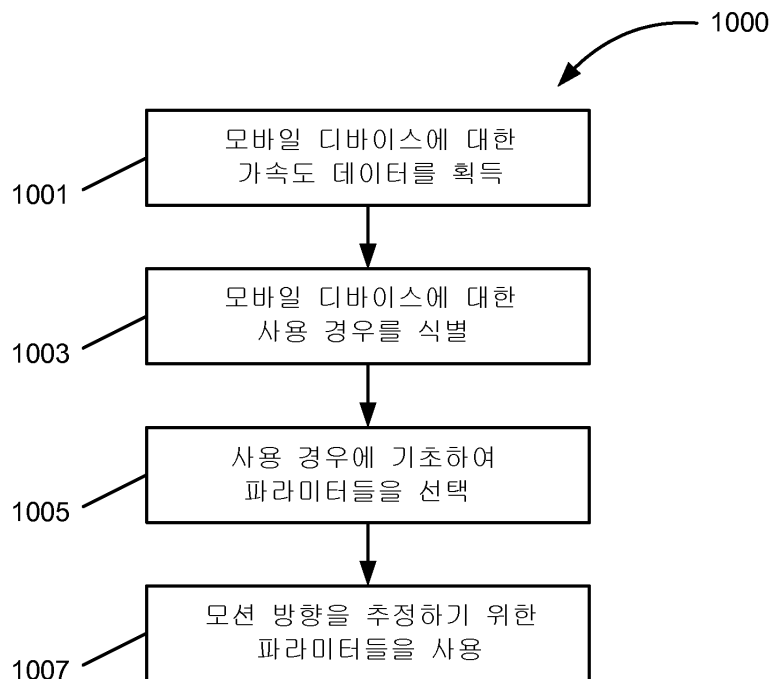 1000
모바일 디바이스에 대한
가속도 데이터를 획득
1001
모바일 디바이스에 대한
사용 경우를 식별
1003
사용 경우에 기초하여
파라미터들을 선택
1005
모션 방향을 추정하기 위한
파라미터들을 사용
1007